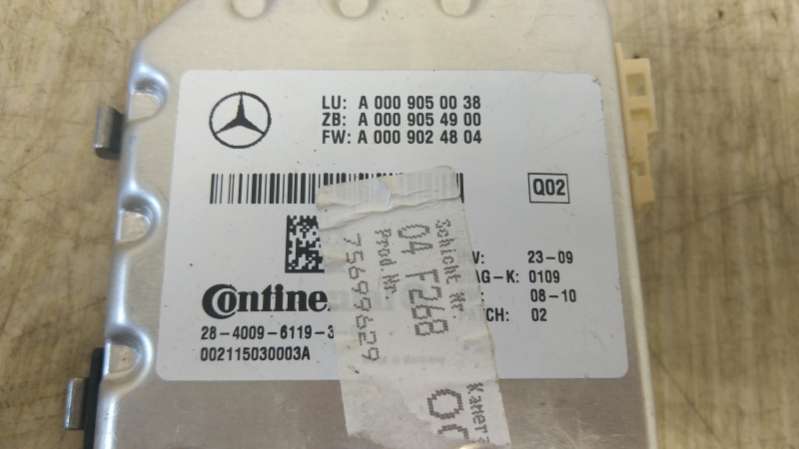 LU: A 000 905 00 38
ZB: A 000 905 49 00
FW: A 000 902 48 04
Q02
23-09
AG-K: 0109
08-10
CH: 02
Contine
28-4009-6119-3
002115030003A
Schicht Nr.
04 F268
Prod.Nr.
75699629
Kamera